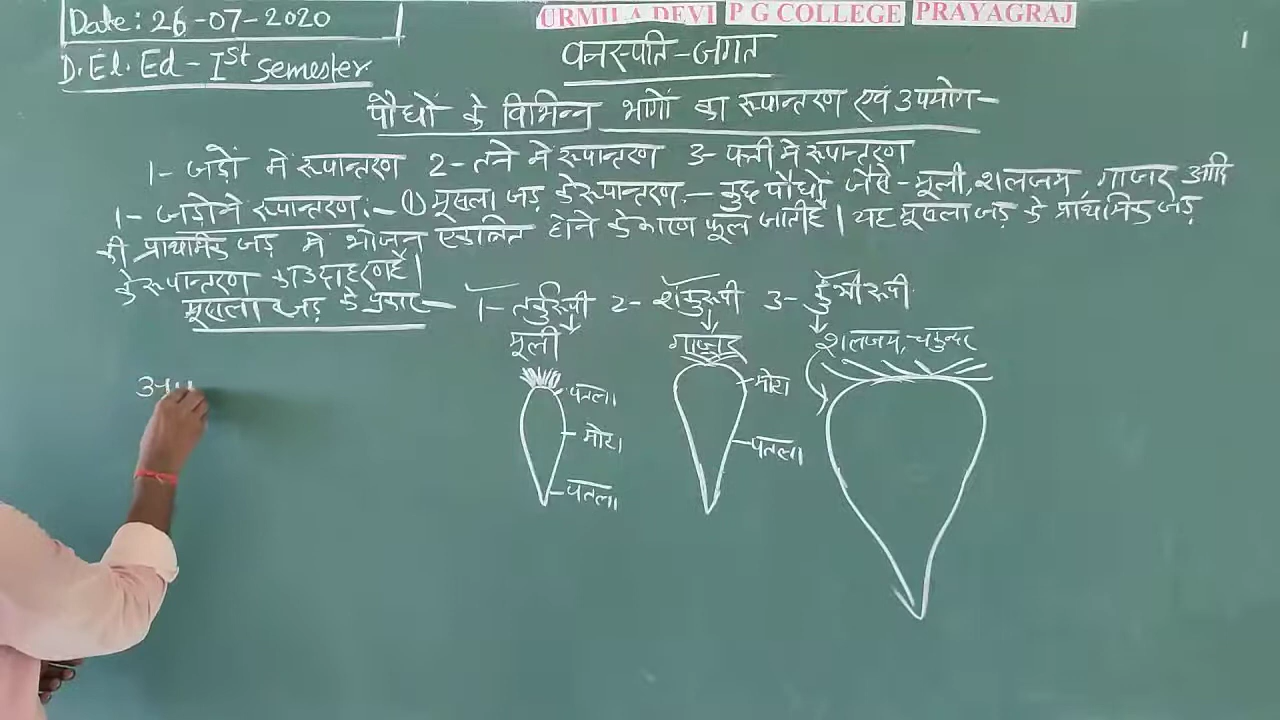 Date: 26-07-2020
URMILA DEVI P G COLLEGE PRAYAGRAJ
D. El. Ed - Ist semester
वनस्पति-जगत
1
पौधों के विभिन्न भागों का रूपान्तरण एवं उपयोग-
1- जड़ों में रूपान्तरण 2- तने में रूपान्तरण 3- पत्ती में रूपान्तरण
1- जड़ो में रूपान्तरण:- ① मूसला जड़ के रूपान्तरण:- कुछ पौधों जैसे- मूली, शलजम, गाजर आदि
की प्राथमिक जड़ में भोजन एकत्रित होने के कारण फूल जाती है। यह मूसला जड़ के प्राथमिक जड़
के रूपान्तरण का उदाहरण है।
मूसला जड़ के प्रकार- 1- तर्कुरूपी 2- शंकुरूपी 3- कुंभीरूपी
मूली गाजर शलजम, चकुन्दर
पतला मोटा
मोटा पतला
पतला